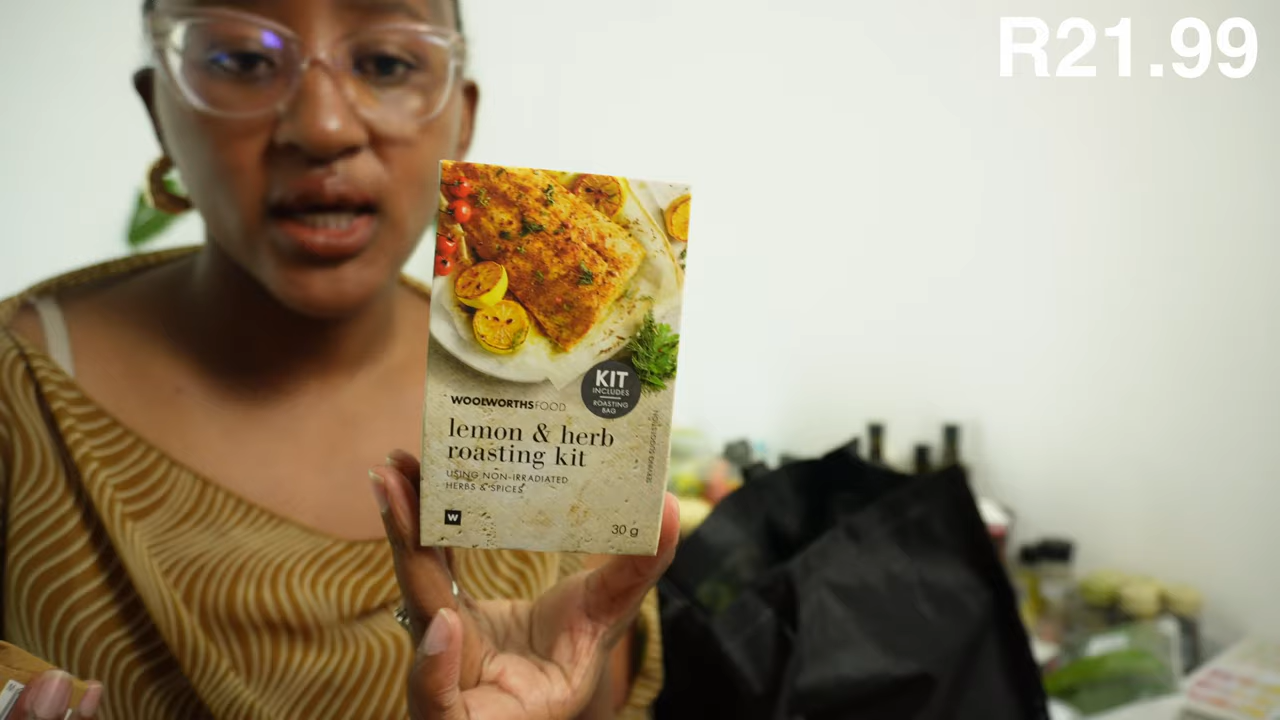 R21.99
KIT
INCLUDES
ROASTING
BAG
WOOLWORTHSFOOD
lemon & herb
roasting kit
USING NON-IRRADIATED
HERBS & SPICES
W
30 g